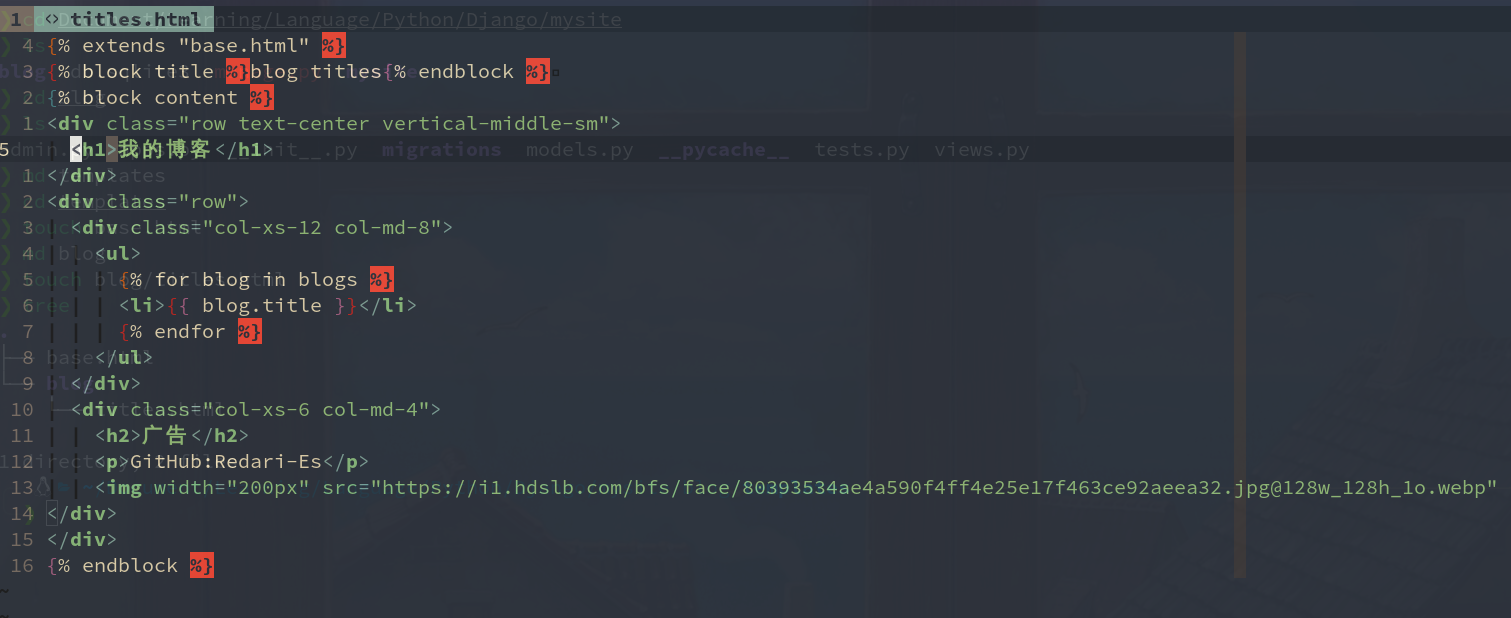 1 <> titles.html rning/Language/Python/Django/mysite
4 {% extends "base.html" %}
3 {% block title %}blog titles{% endblock %}
2 {% block content %}
1 <div class="row text-center vertical-middle-sm">
5 <h1>我的博客</h1> it__.py migrations models.py __pycache__ tests.py views.py
1 </div>
2 <div class="row">
3 <div class="col-xs-12 col-md-8">
4 <ul>
5 {% for blog in blogs %}
6 <li>{{ blog.title }}</li>
7 {% endfor %}
8 </ul>
9 </div>
10 <div class="col-xs-6 col-md-4">
11 <h2>广告</h2>
12 <p>GitHub:Redari-Es</p>
13 <img width="200px" src="https://i1.hdslb.com/bfs/face/80393534ae4a590f4ff4e25e17f463ce92aeea32.jpg@128w_128h_1o.webp"
14 </div>
15 </div>
16 {% endblock %}
~
~